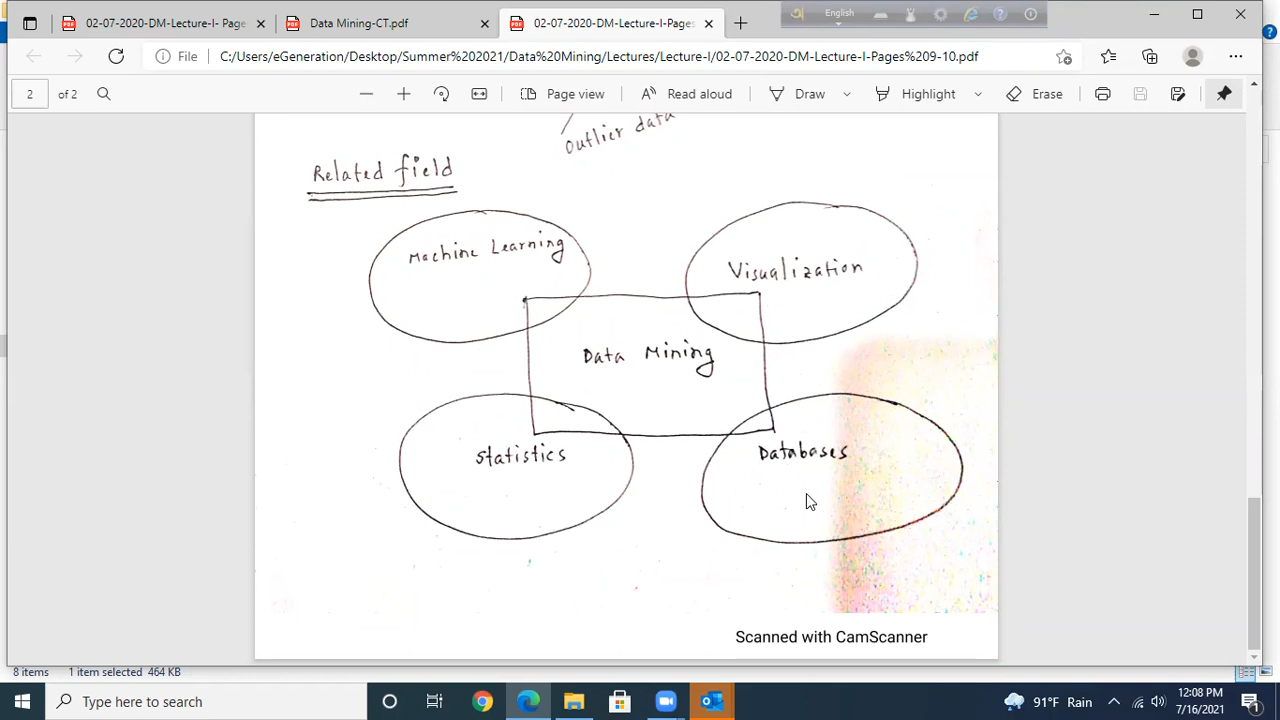 02-07-2020-DM-Lecture-I- Page
Data Mining-CT.pdf
02-07-2020-DM-Lecture-I-Pages
English
File
C:/Users/eGeneration/Desktop/Summer%202021/Data%20Mining/Lectures/Lecture-I/02-07-2020-DM-Lecture-I-Pages%209-10.pdf
2 of 2
Page view
Read aloud
Draw
Highlight
Erase
outlier data
Related field
Machine Learning
Visualization
Data Mining
Statistics
Databases
Scanned with CamScanner
8 items 1 item selected 464 KB
Type here to search
91°F Rain
12:08 PM
7/16/2021